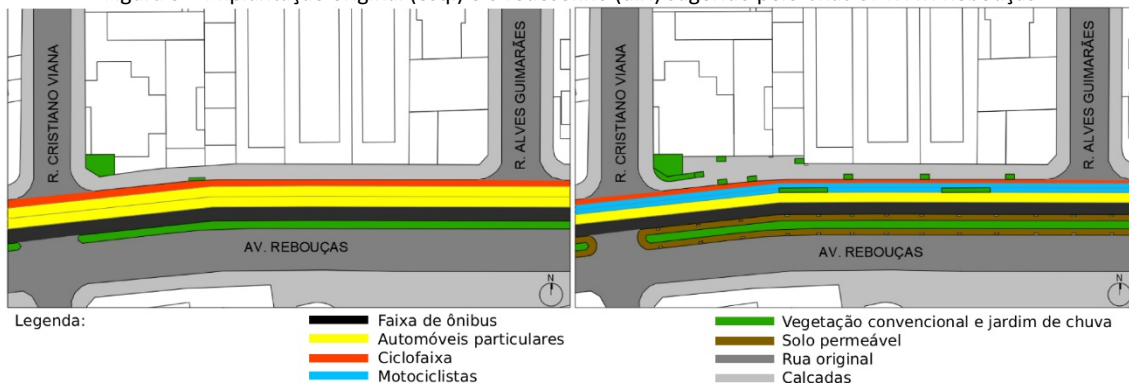 R. CRISTIANO VIANA
R. ALVES GUIMARÃES
AV. REBOUÇAS
N
R. CRISTIANO VIANA
R. ALVES GUIMARÃES
AV. REBOUÇAS
N
Legenda:
Faixa de ônibus
Automóveis particulares
Ciclofaixa
Motociclistas
Vegetação convencional e jardim de chuva
Solo permeável
Rua original
Calçadas